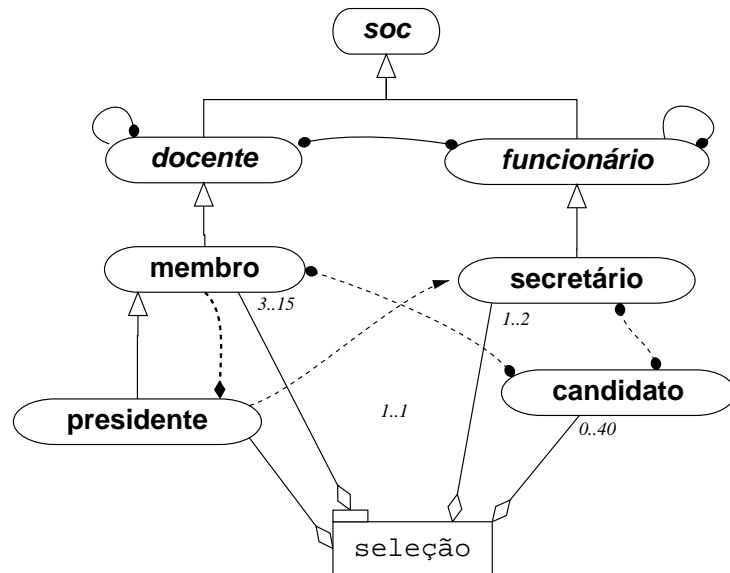 soc
docente
funcionário
membro
secretário
3..15
1..2
candidato
presidente
1..1
0..40
seleção